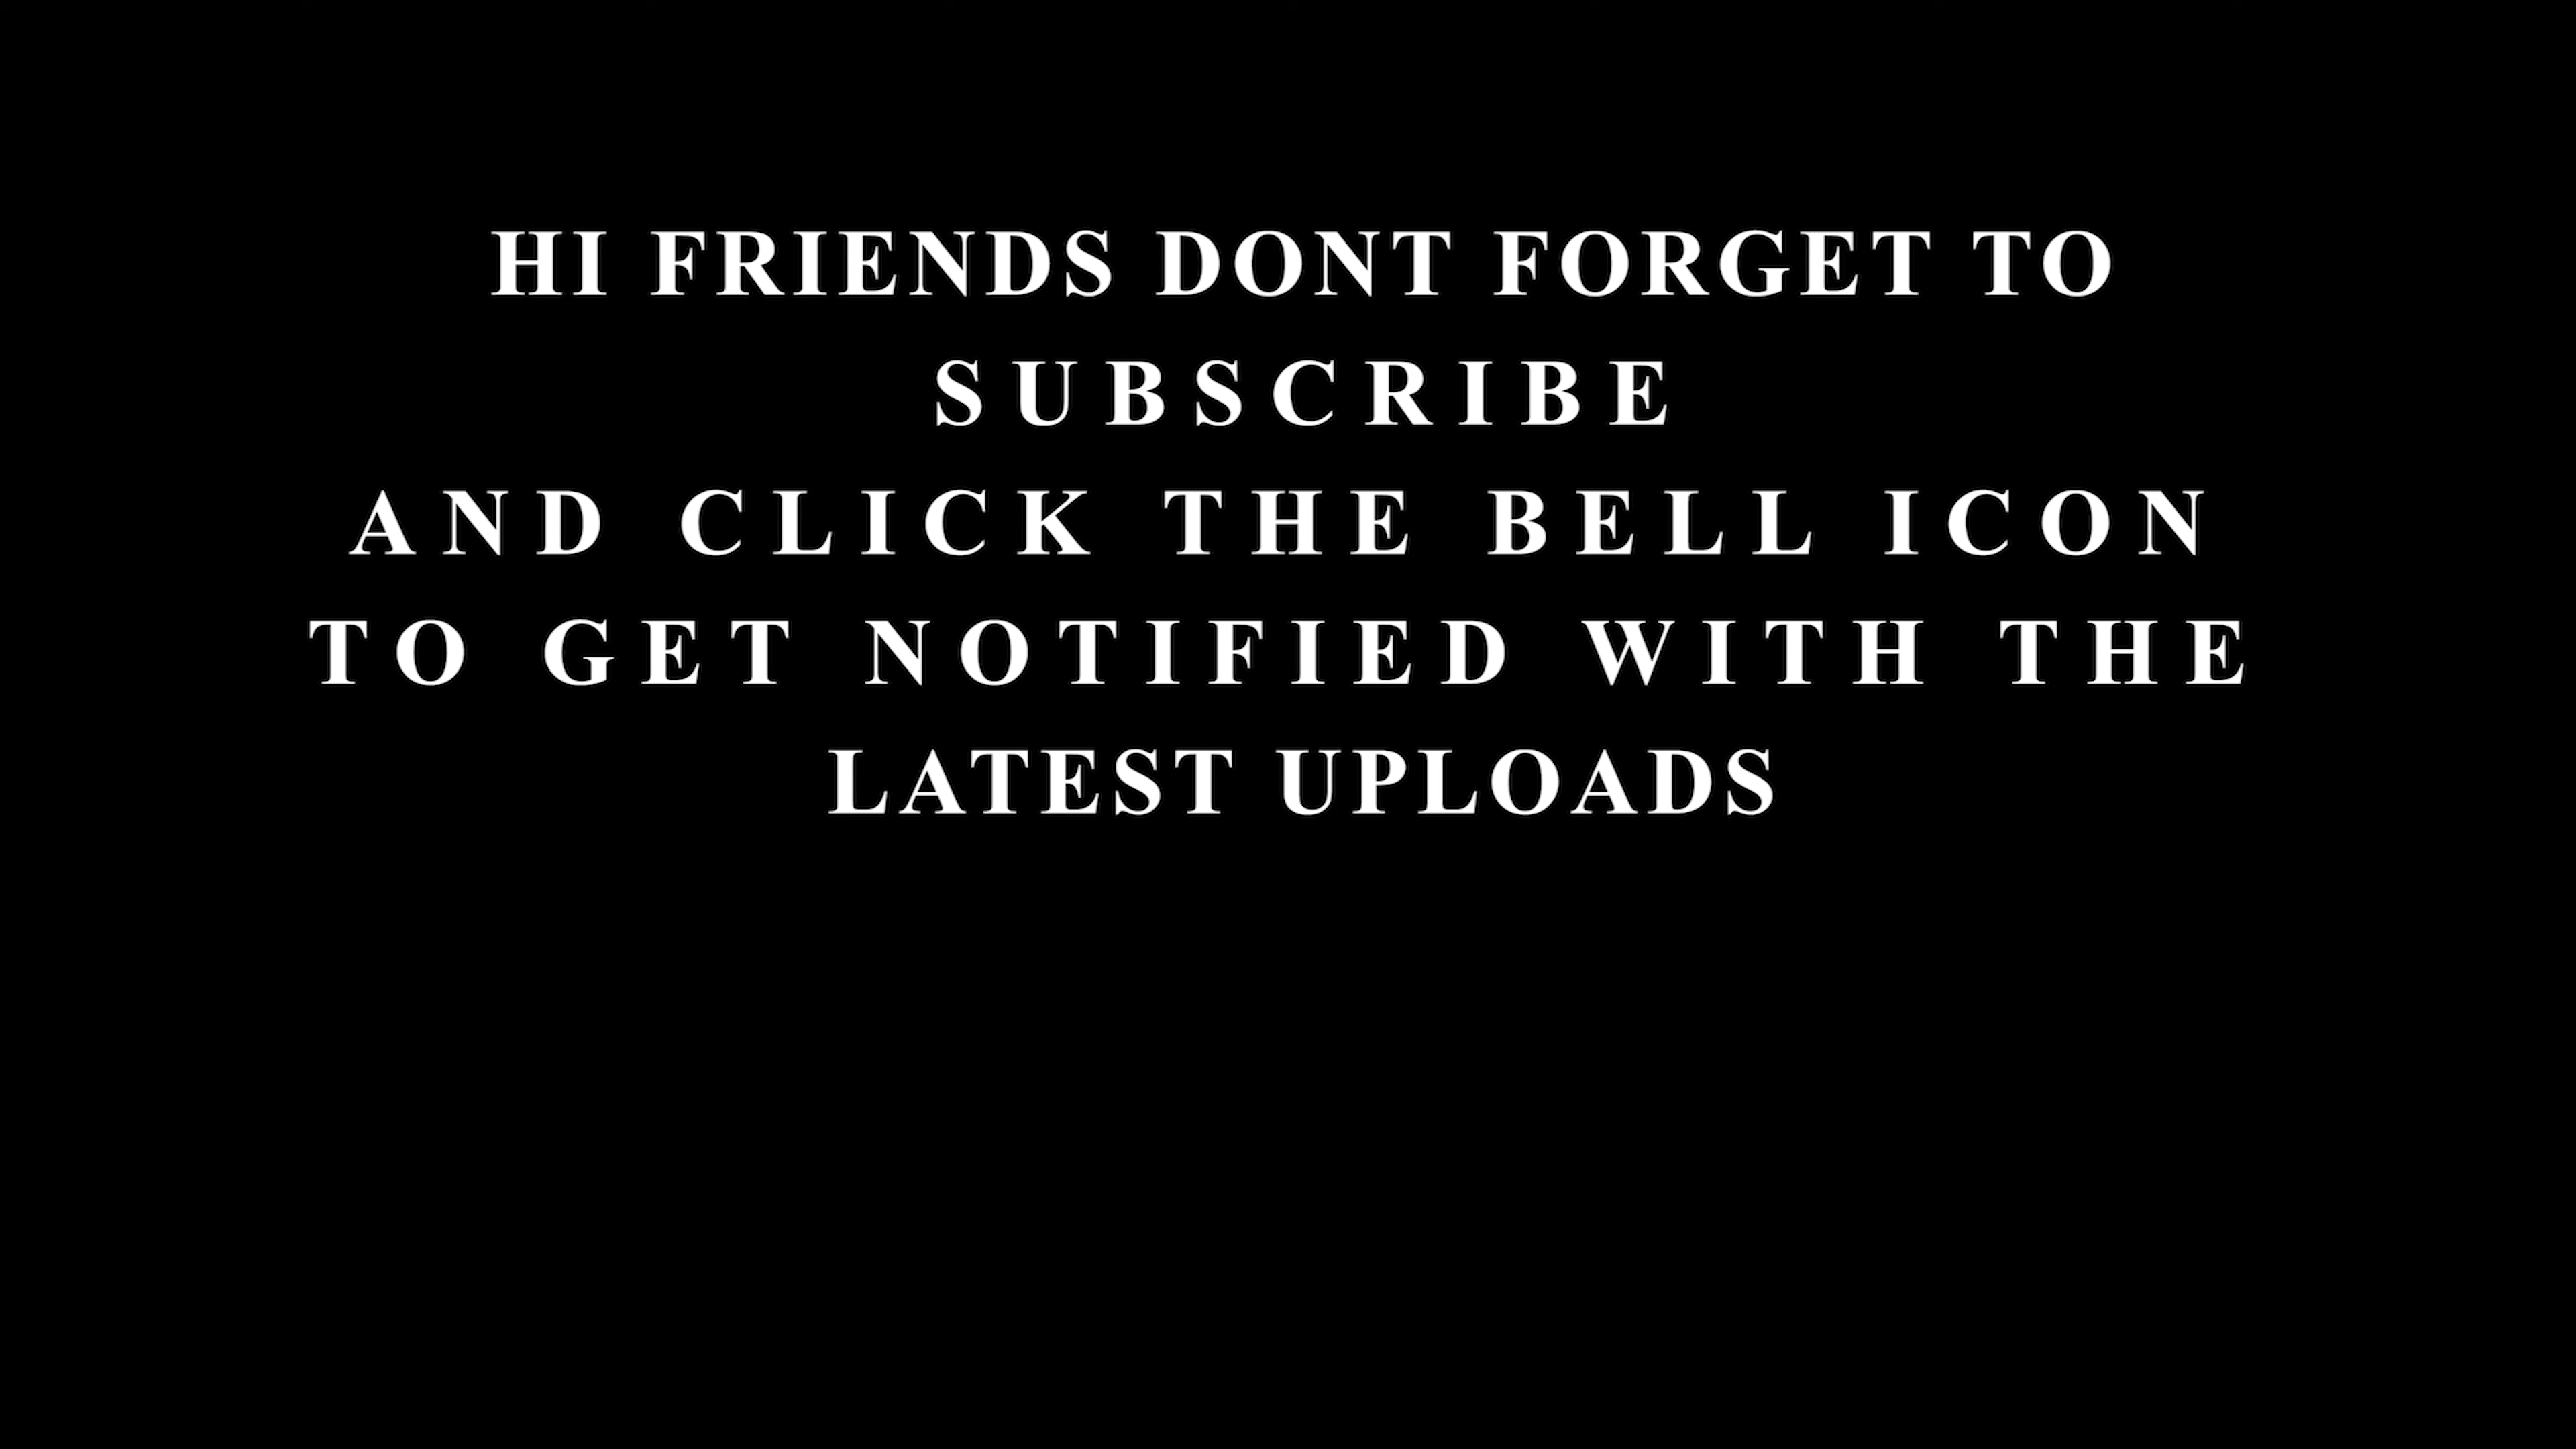 HI FRIENDS DONT FORGET TO
SUBSCRIBE
AND CLICK THE BELL ICON
TO GET NOTIFIED WITH THE
LATEST UPLOADS